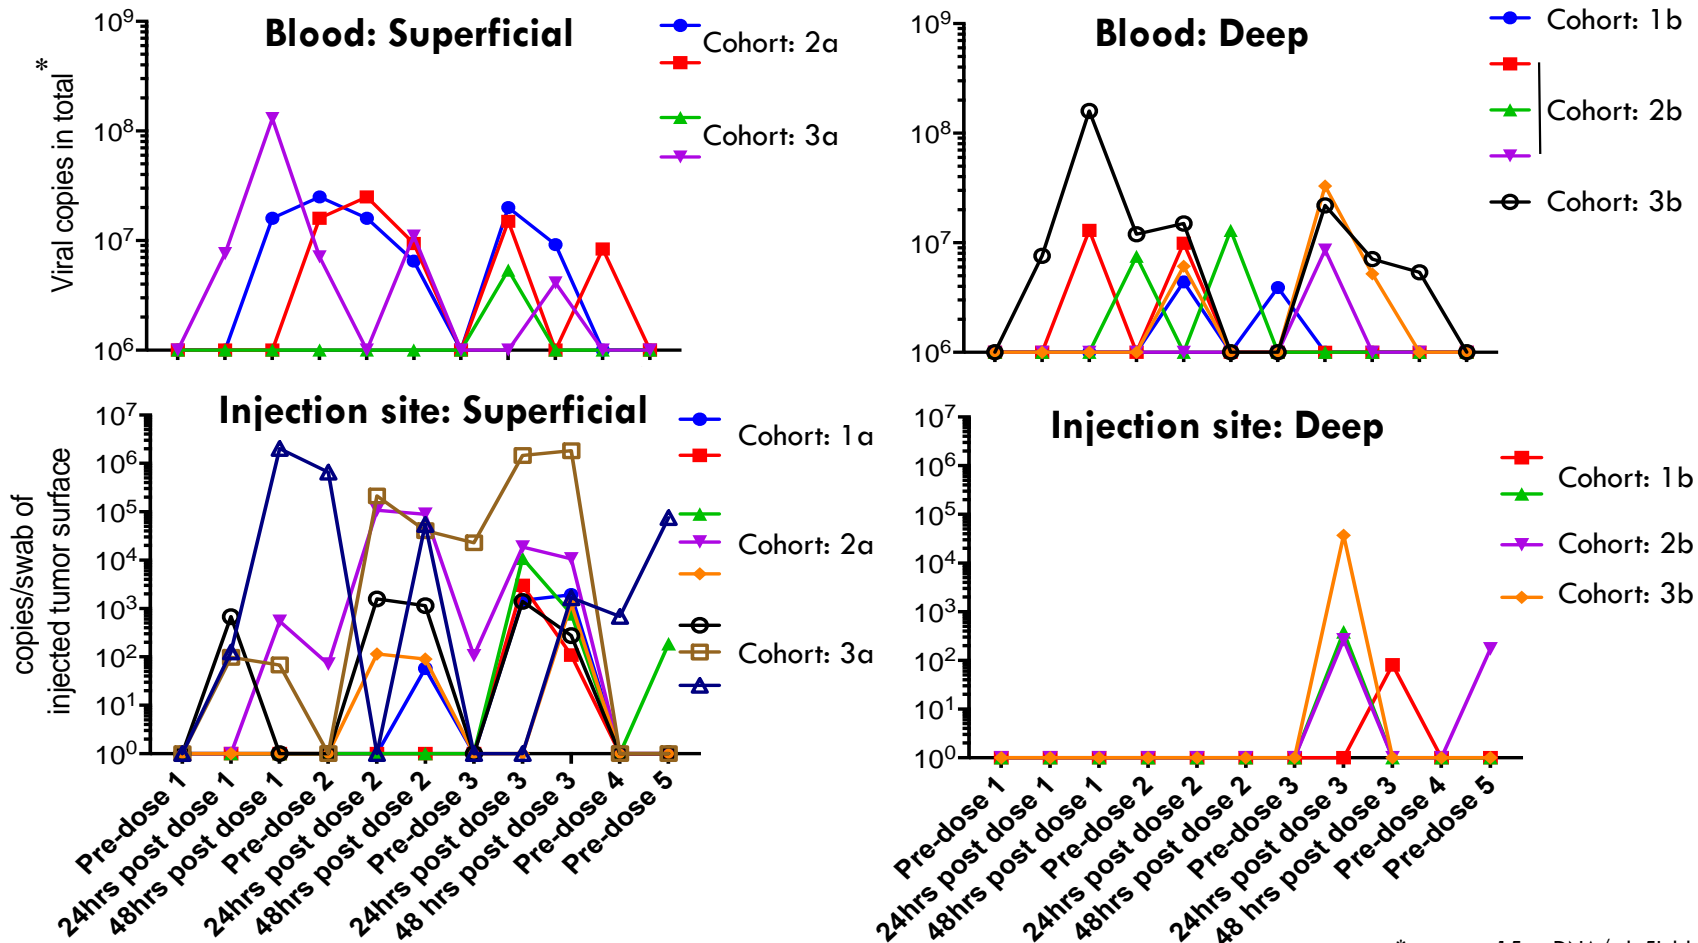 Blood: Superficial
Viral copies in total*
10⁹
10⁸
10⁷
10⁶
Cohort: 2a
Cohort: 3a
Blood: Deep
10⁹
10⁸
10⁷
10⁶
Cohort: 1b
Cohort: 2b
Cohort: 3b
Injection site: Superficial
copies/swab of
injected tumor surface
10⁷
10⁶
10⁵
10⁴
10³
10²
10¹
10⁰
Cohort: 1a
Cohort: 2a
Cohort: 3a
Pre-dose 1
24hrs post dose 1
48hrs post dose 1
Pre-dose 2
24hrs post dose 2
48hrs post dose 2
Pre-dose 3
24hrs post dose 3
48 hrs post dose 3
Pre-dose 4
Pre-dose 5
Injection site: Deep
10⁷
10⁶
10⁵
10⁴
10³
10²
10¹
10⁰
Cohort: 1b
Cohort: 2b
Cohort: 3b
Pre-dose 1
24hrs post dose 1
48hrs post dose 1
Pre-dose 2
24hrs post dose 2
48hrs post dose 2
Pre-dose 3
24hrs post dose 3
48 hrs post dose 3
Pre-dose 4
Pre-dose 5